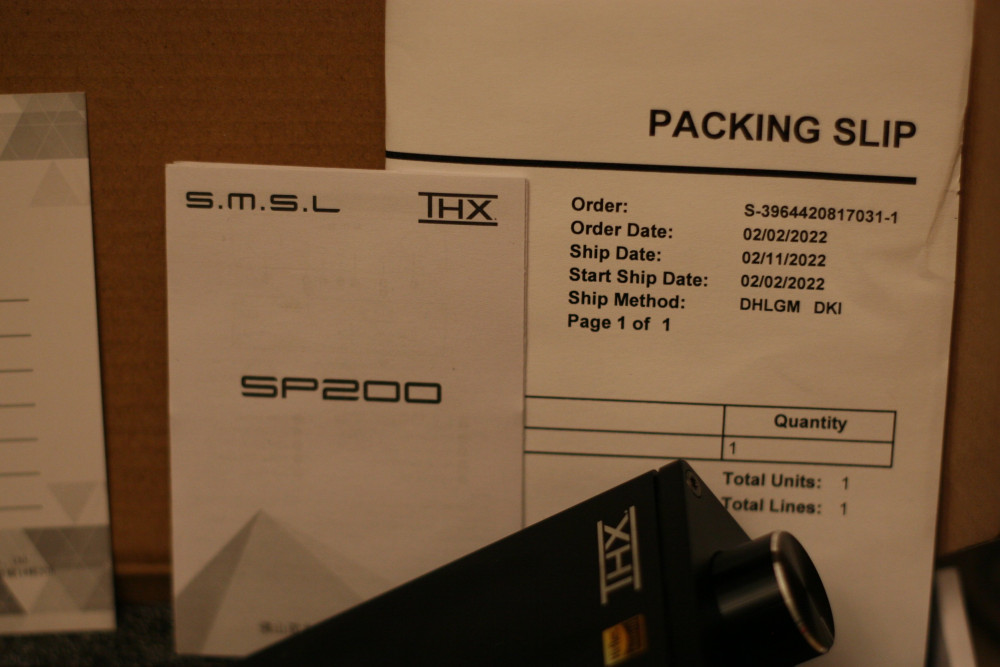 PACKING SLIP
Order: S-3964420817031-1
Order Date: 02/02/2022
Ship Date: 02/11/2022
Start Ship Date: 02/02/2022
Ship Method: DHLGM DKI
Page 1 of 1
Quantity
1
Total Units: 1
Total Lines: 1
S.M.S.L THX
SP200
THX